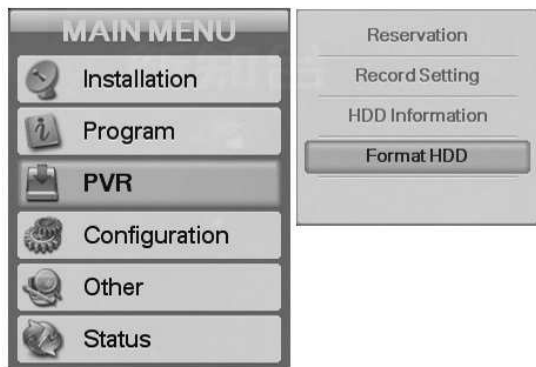 MAIN MENU
Installation
Program
PVR
Configuration
Other
Status
Reservation
Record Setting
HDD Information
Format HDD